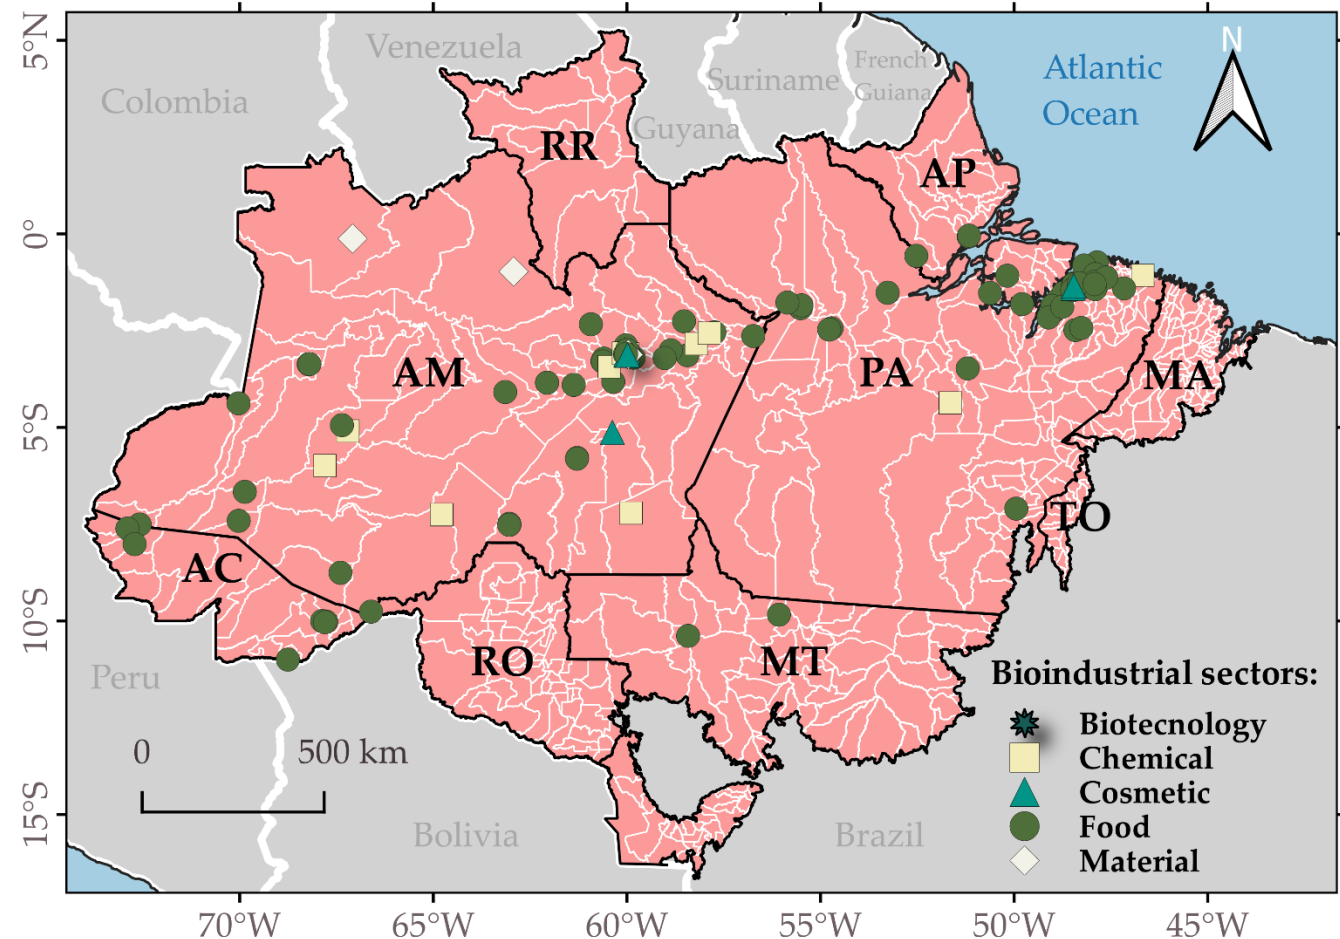 5°N
0°
5°S
10°S
15°S
70°W
65°W
60°W
55°W
50°W
45°W
Venezuela
Colombia
Suriname
French
Guiana
Guyana
Atlantic
Ocean
N
RR
AP
AM
PA
MA
TO
AC
RO
MT
Peru
Bolivia
Brazil
0 500 km
Bioindustrial sectors:
Biotecnology
Chemical
Cosmetic
Food
Material